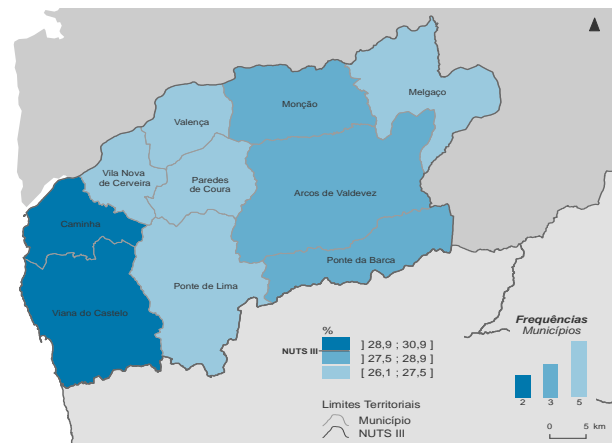 Melgaço
Monção
Valença
Vila Nova
de Cerveira
Paredes
de Coura
Arcos de Valdevez
Caminha
Ponte da Barca
Ponte de Lima
Viana do Castelo
%
] 28,9 ; 30,9 ]
NUTS III
] 27,5 ; 28,9 ]
] 26,1 ; 27,5 ]
Limites Territoriais
Município
NUTS III
Frequências
Municípios
2 3 5
0 5 km